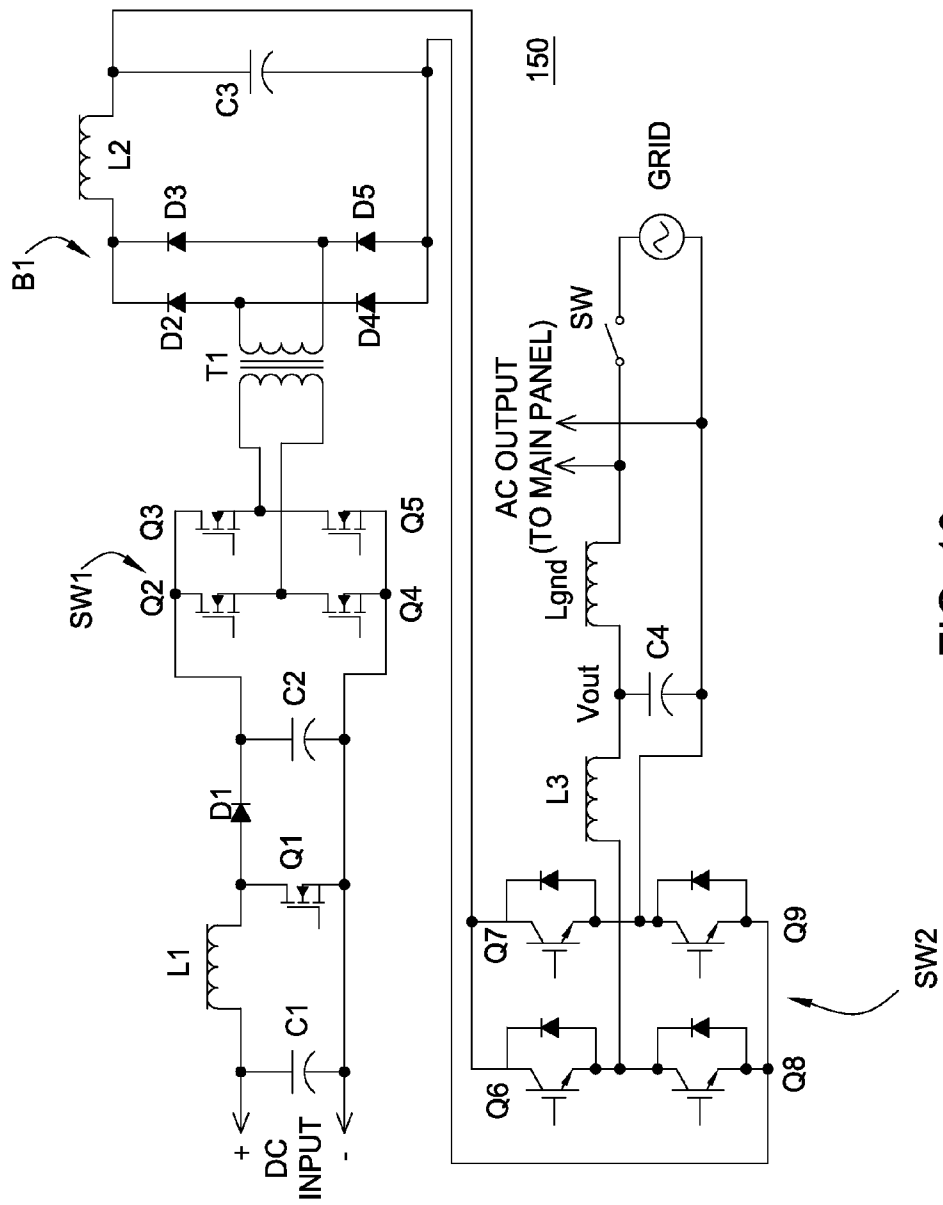 B1
L2
D3
D2
D5
D4
C3
T1
SW1
Q3
Q2
Q5
Q4
C2
D1
Q1
L1
C1
+
DC
INPUT
-
150
GRID
SW
AC OUTPUT
(TO MAIN PANEL)
Lgnd
Vout
C4
L3
Q7
Q6
Q9
Q8
SW2
FIG.